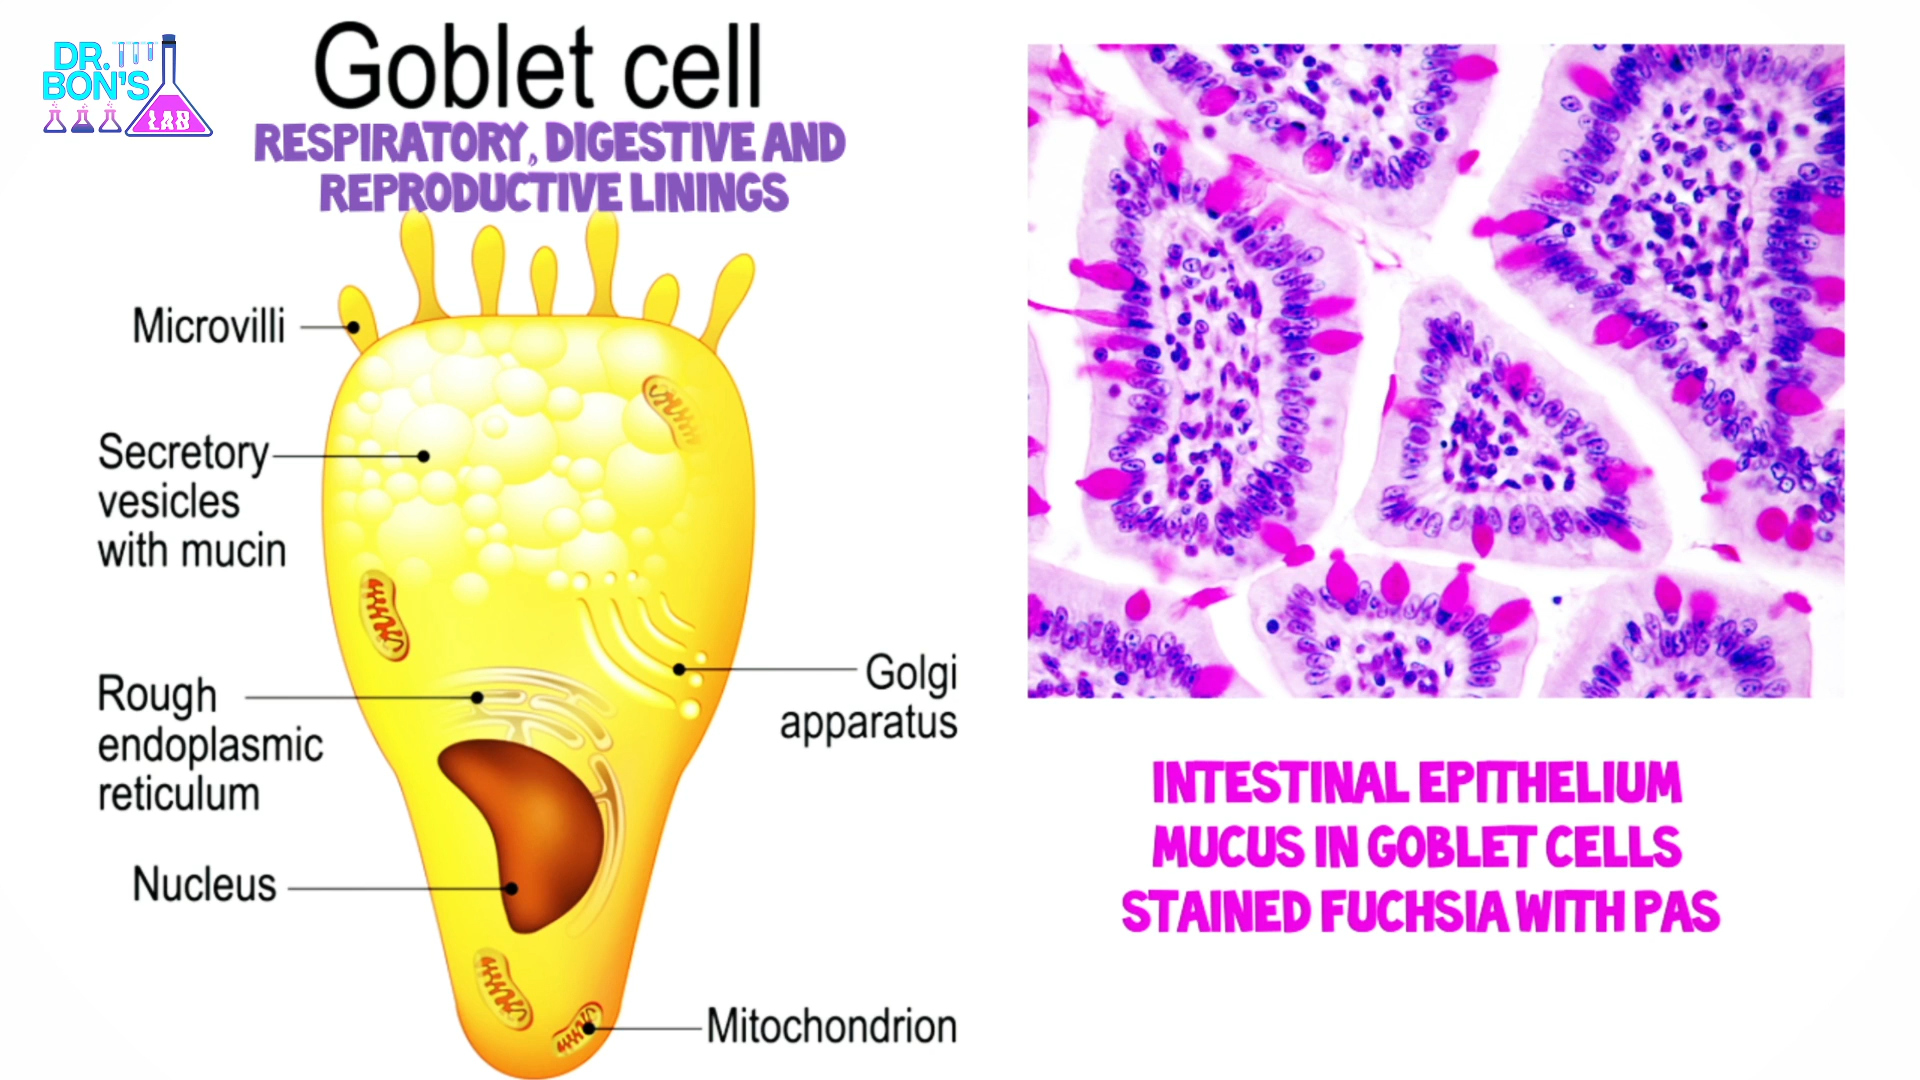 DR.
BON'S
LAB
Goblet cell
RESPIRATORY, DIGESTIVE AND
REPRODUCTIVE LININGS
Microvilli
Secretory
vesicles
with mucin
Rough
endoplasmic
reticulum
Nucleus
Golgi
apparatus
Mitochondrion
INTESTINAL EPITHELIUM
MUCUS IN GOBLET CELLS
STAINED FUCHSIA WITH PAS